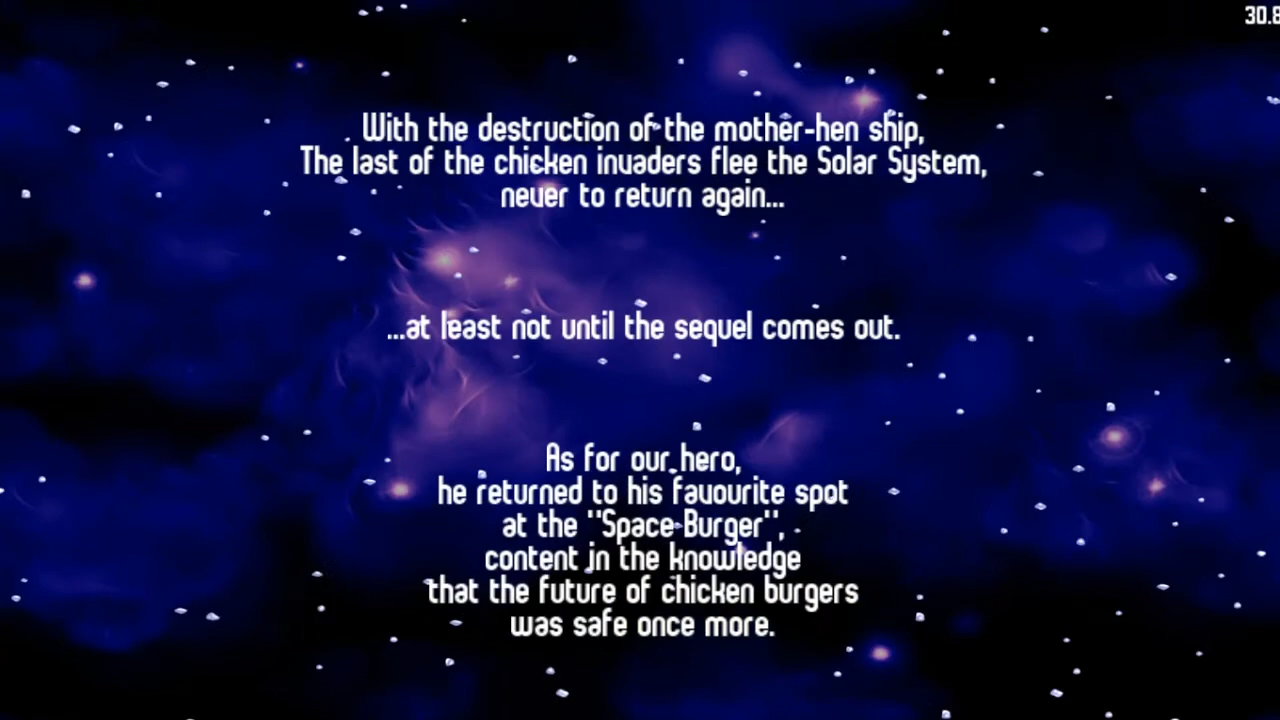 30.8
With the destruction of the mother-hen ship,
The last of the chicken invaders flee the Solar System,
never to return again...
...at least not until the sequel comes out.
As for our hero,
he returned to his favourite spot
at the "Space Burger",
content in the knowledge
that the future of chicken burgers
was safe once more.